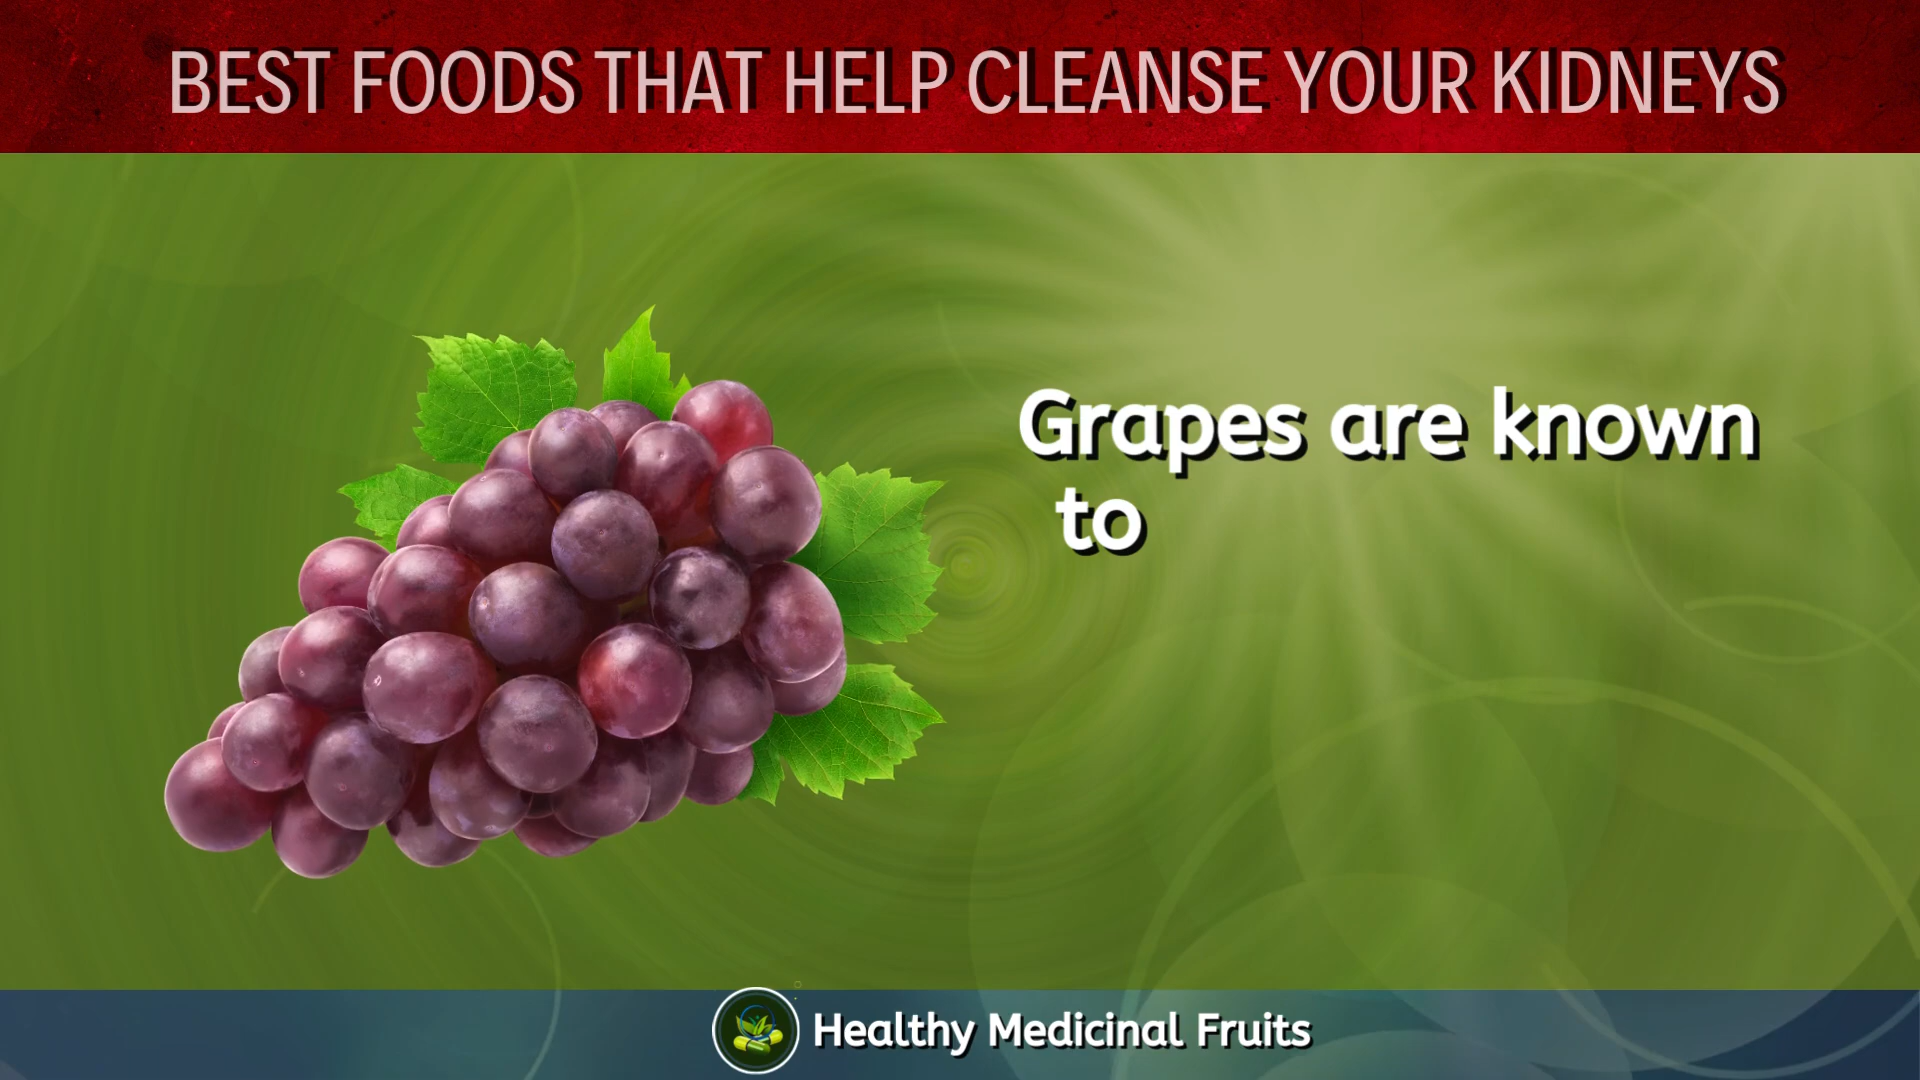 BEST FOODS THAT HELP CLEANSE YOUR KIDNEYS
Grapes are known
to
Healthy Medicinal Fruits